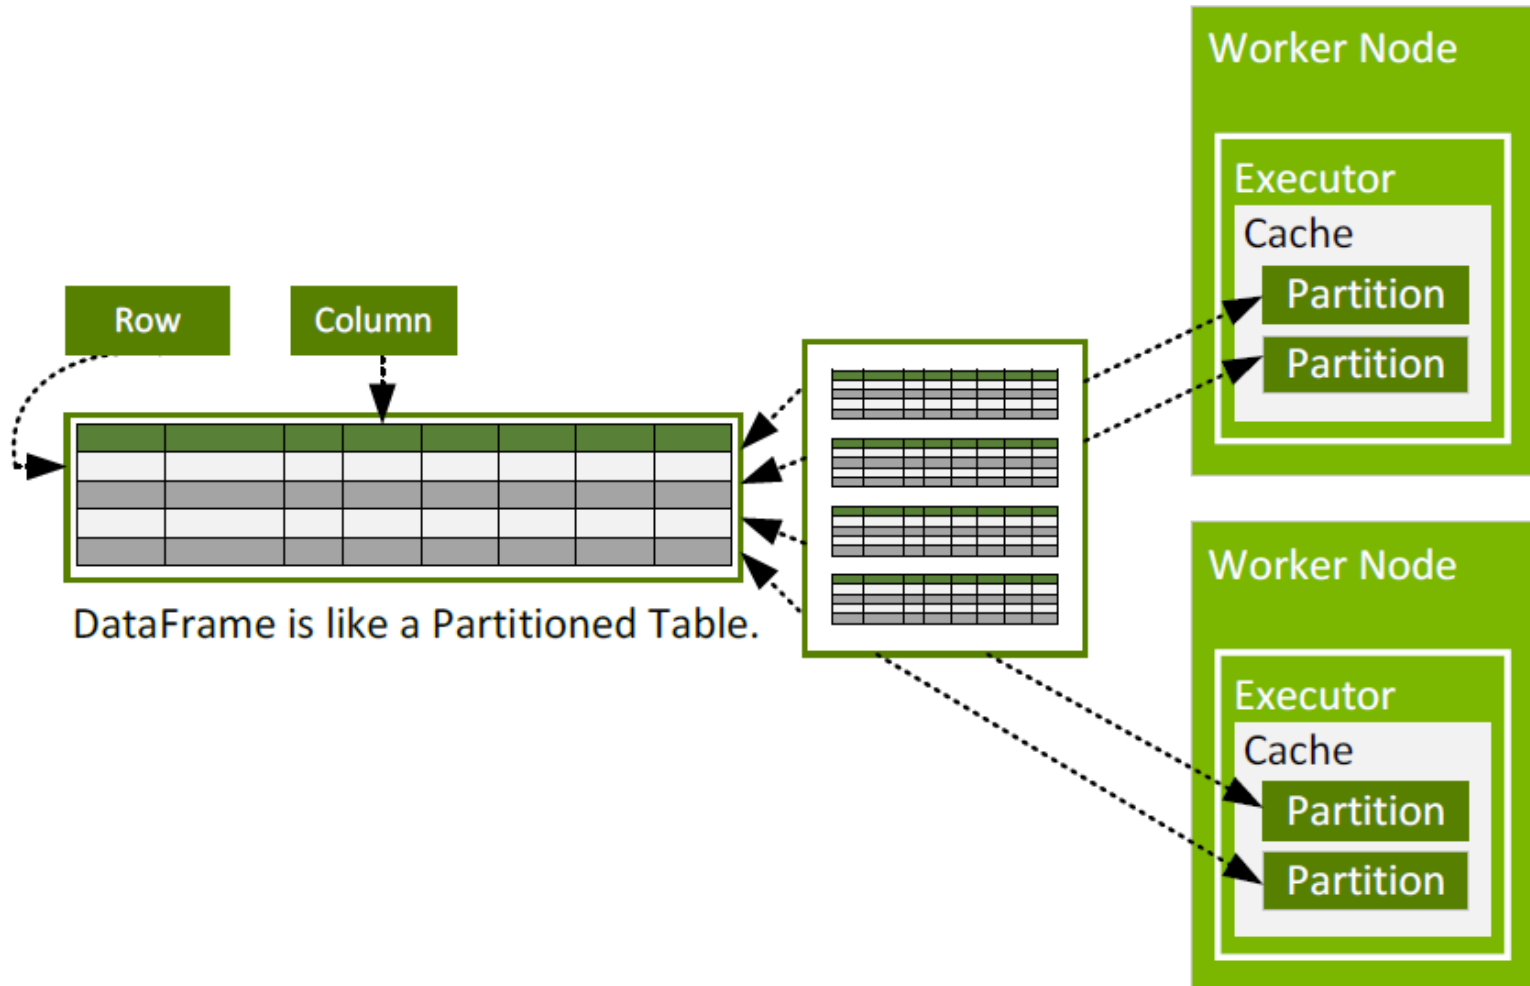 Row
Column
DataFrame is like a Partitioned Table.
Worker Node
Executor
Cache
Partition
Partition
Worker Node
Executor
Cache
Partition
Partition